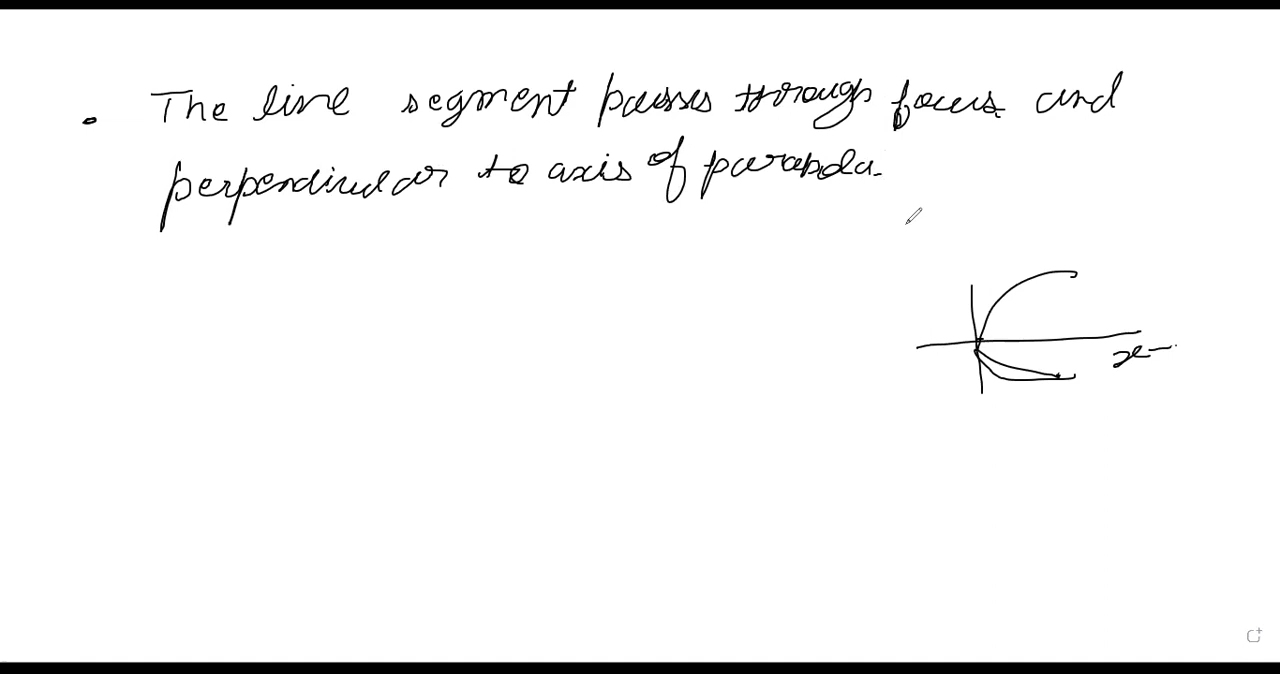 The line segment passes through focus and
perpendicular to axis of parabola.
x